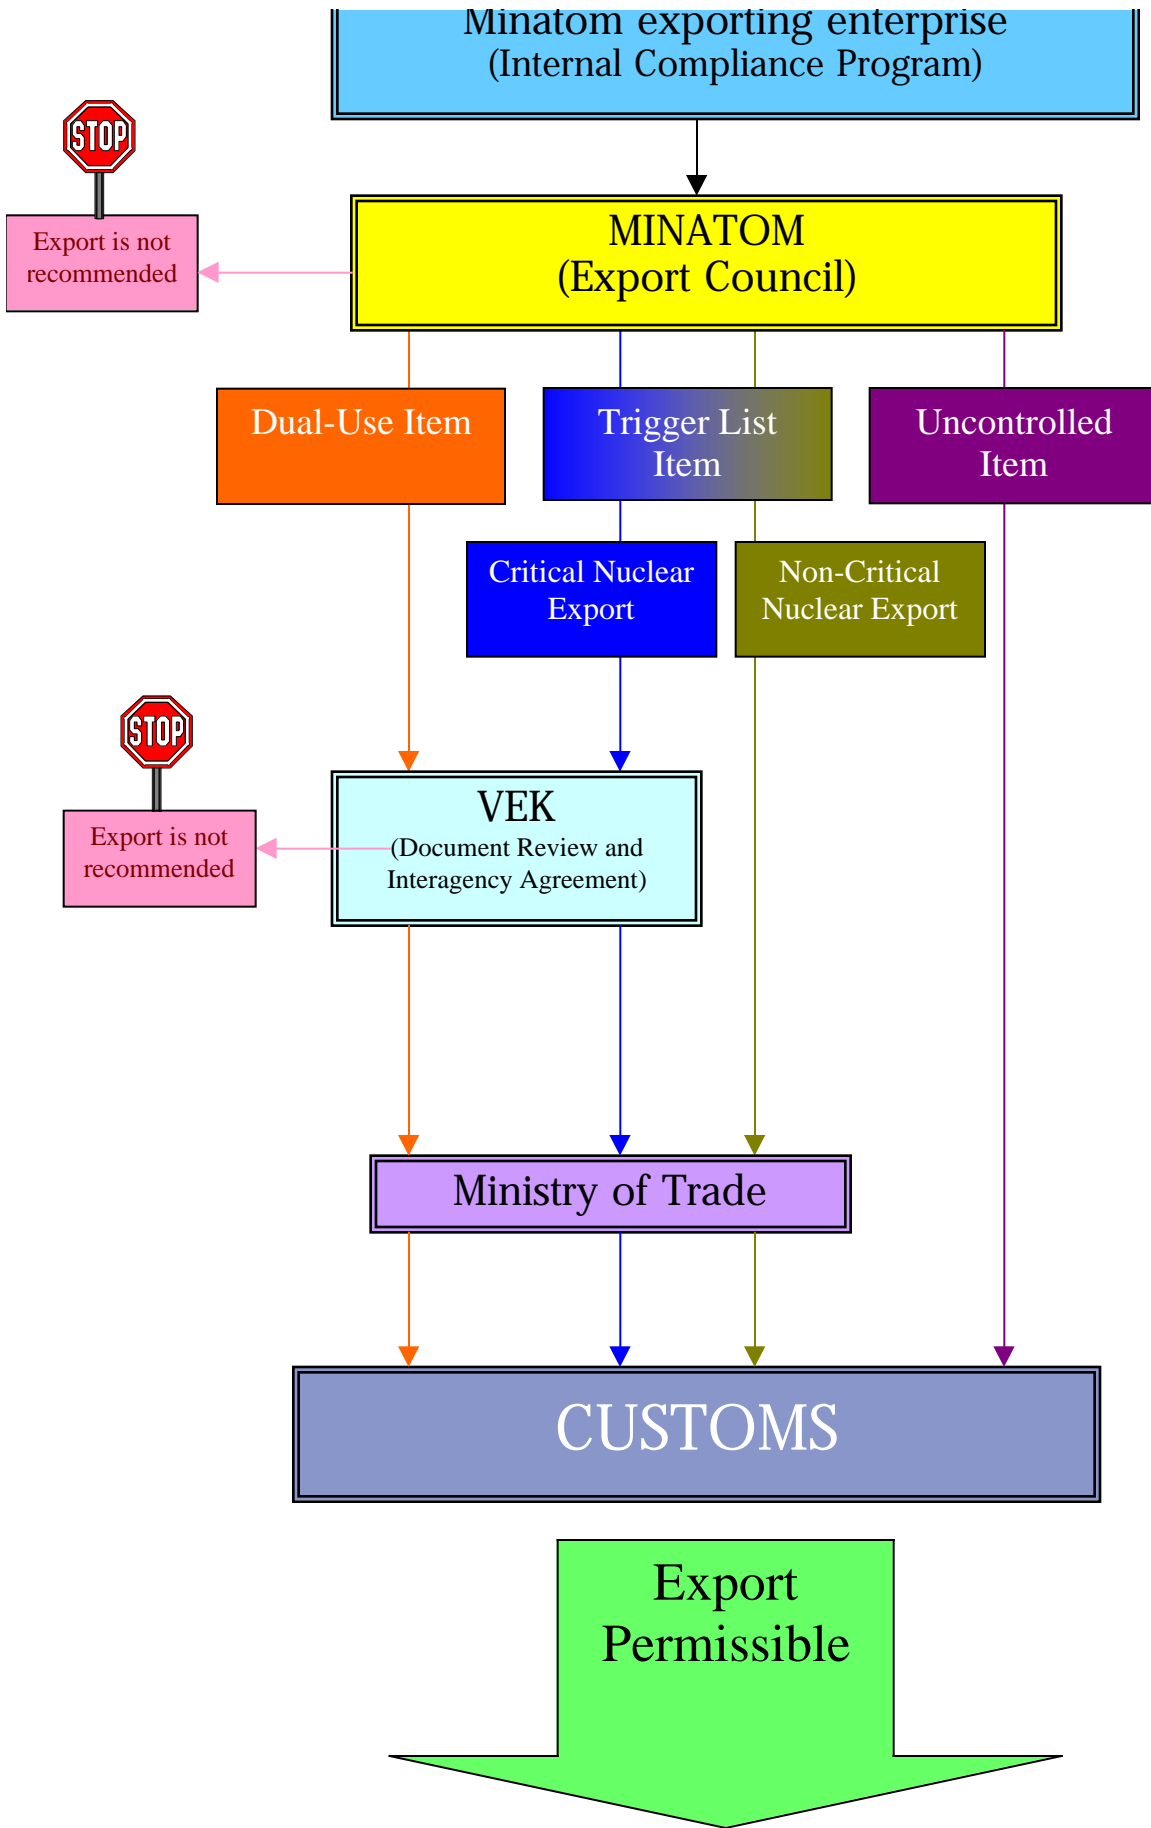 Minatom exporting enterprise
(Internal Compliance Program)
STOP
Export is not
recommended
MINATOM
(Export Council)
Dual-Use Item
Trigger List
Item
Uncontrolled
Item
Critical Nuclear
Export
Non-Critical
Nuclear Export
STOP
Export is not
recommended
VEK
(Document Review and
Interagency Agreement)
Ministry of Trade
CUSTOMS
Export
Permissible